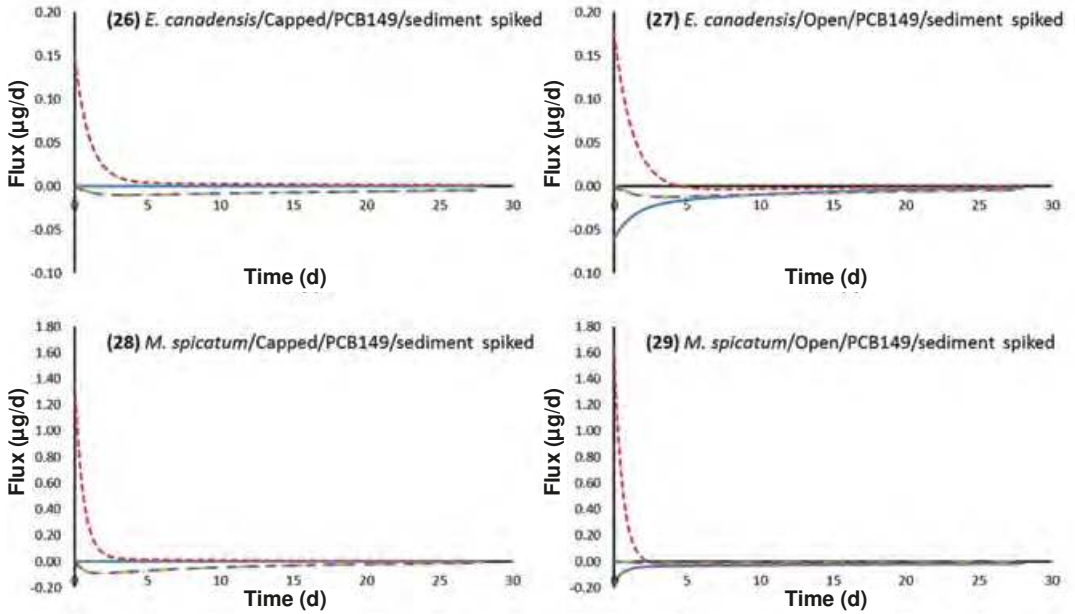 (26) E. canadensis/Capped/PCB149/sediment spiked
0.20
0.15
0.10
0.05
0.00
-0.05
-0.10
Flux (µg/d)
0 5 10 15 20 25 30
Time (d)
(27) E. canadensis/Open/PCB149/sediment spiked
0.20
0.15
0.10
0.05
0.00
-0.05
-0.10
Flux (µg/d)
0 5 10 15 20 25 30
Time (d)
(28) M. spicatum/Capped/PCB149/sediment spiked
1.80
1.60
1.40
1.20
1.00
0.80
0.60
0.40
0.20
0.00
-0.20
Flux (µg/d)
0 5 10 15 20 25 30
Time (d)
(29) M. spicatum/Open/PCB149/sediment spiked
1.80
1.60
1.40
1.20
1.00
0.80
0.60
0.40
0.20
0.00
-0.20
Flux (µg/d)
0 5 10 15 20 25 30
Time (d)